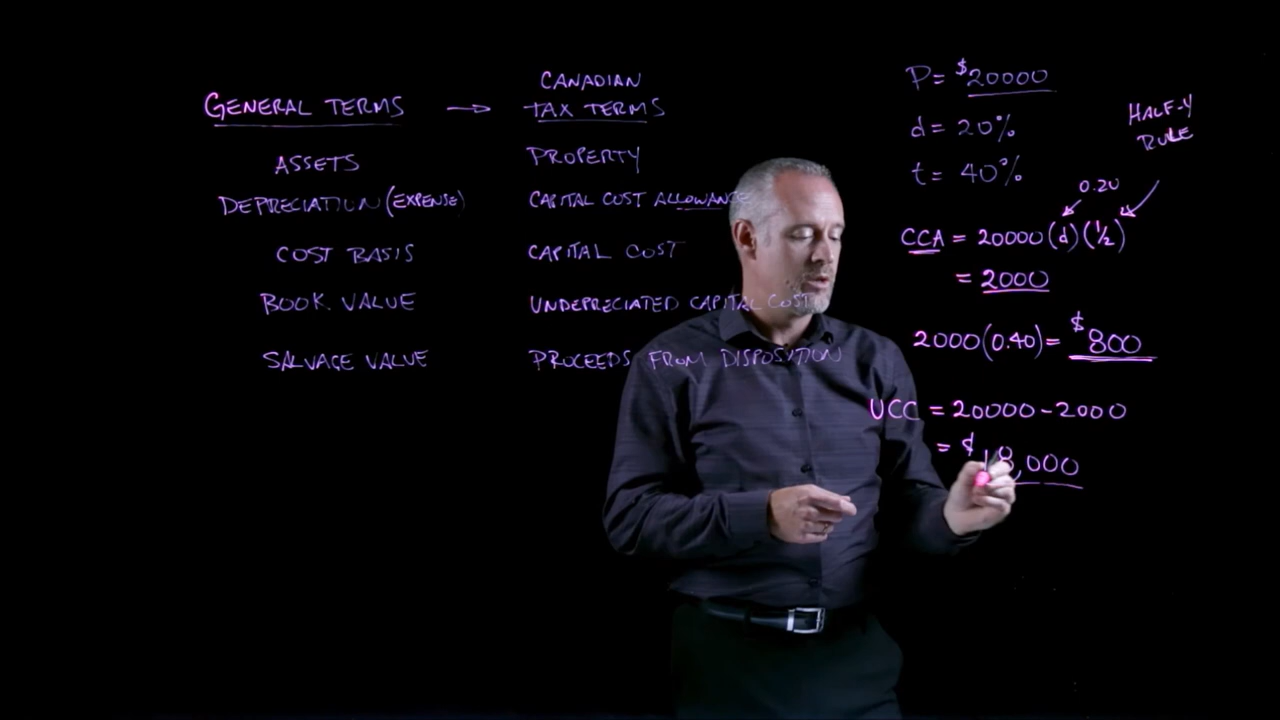 GENERAL TERMS → CANADIAN TAX TERMS
ASSETS PROPERTY
DEPRECIATION (EXPENSE) CAPITAL COST ALLOWANCE
COST BASIS CAPITAL COST
BOOK VALUE UNDEPRECIATED CAPITAL COST
SALVAGE VALUE PROCEEDS FROM DISPOSITION
P = $20000
d = 20%
t = 40%
HALF-Y
RULE
0.20
CCA = 20000(d)(1/2)
= 2000
2000(0.40) = $800
UCC = 20000 - 2000
= $18,000